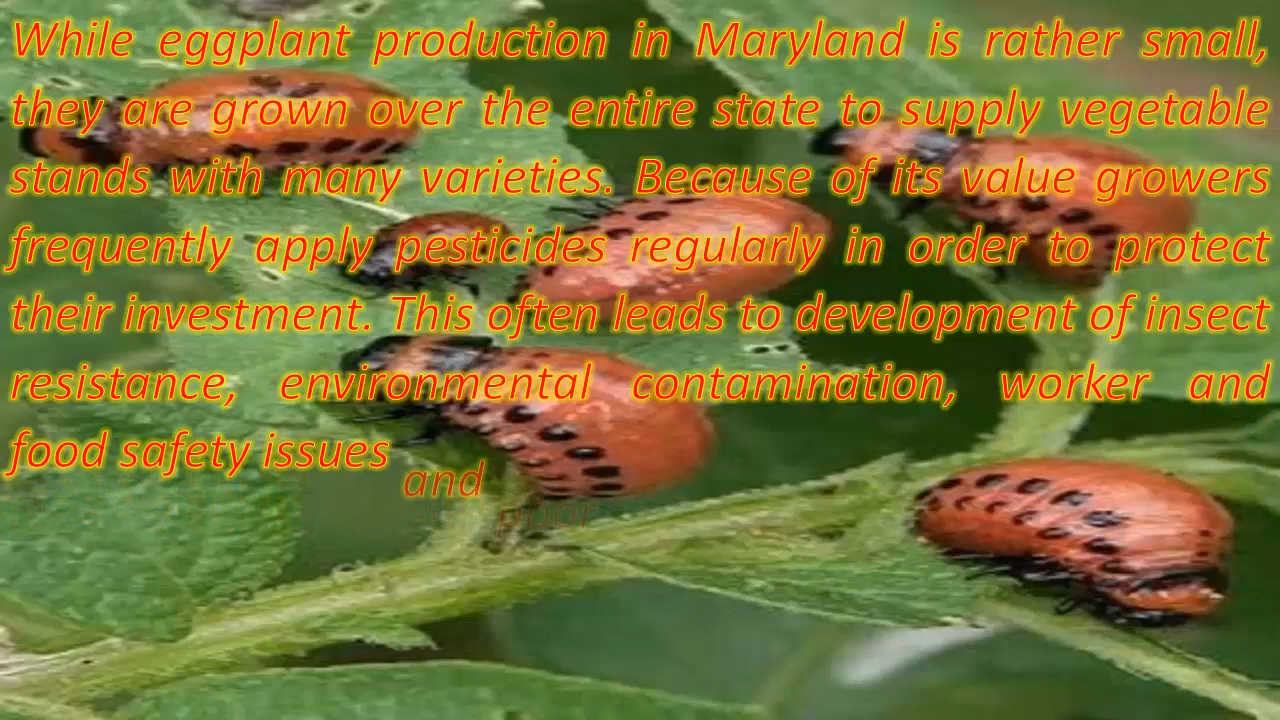 While eggplant production in Maryland is rather small,
they are grown over the entire state to supply vegetable
stands with many varieties. Because of its value growers
frequently apply pesticides regularly in order to protect
their investment. This often leads to development of insect
resistance, environmental contamination, worker and
food safety issues and
poor